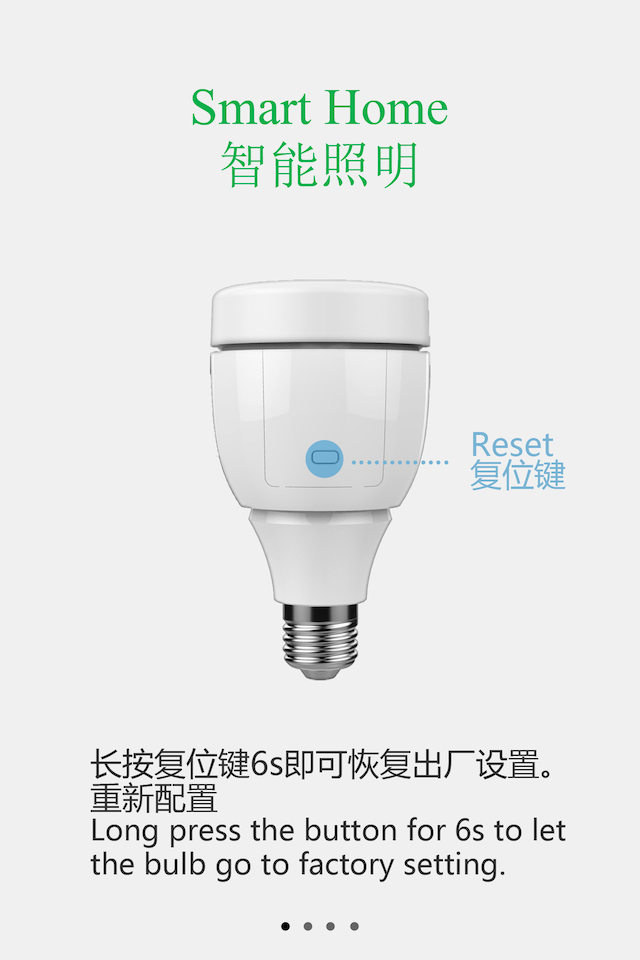 Smart Home
智能照明
Reset
复位键
长按复位键6s即可恢复出厂设置。
重新配置
Long press the button for 6s to let
the bulb go to factory setting.